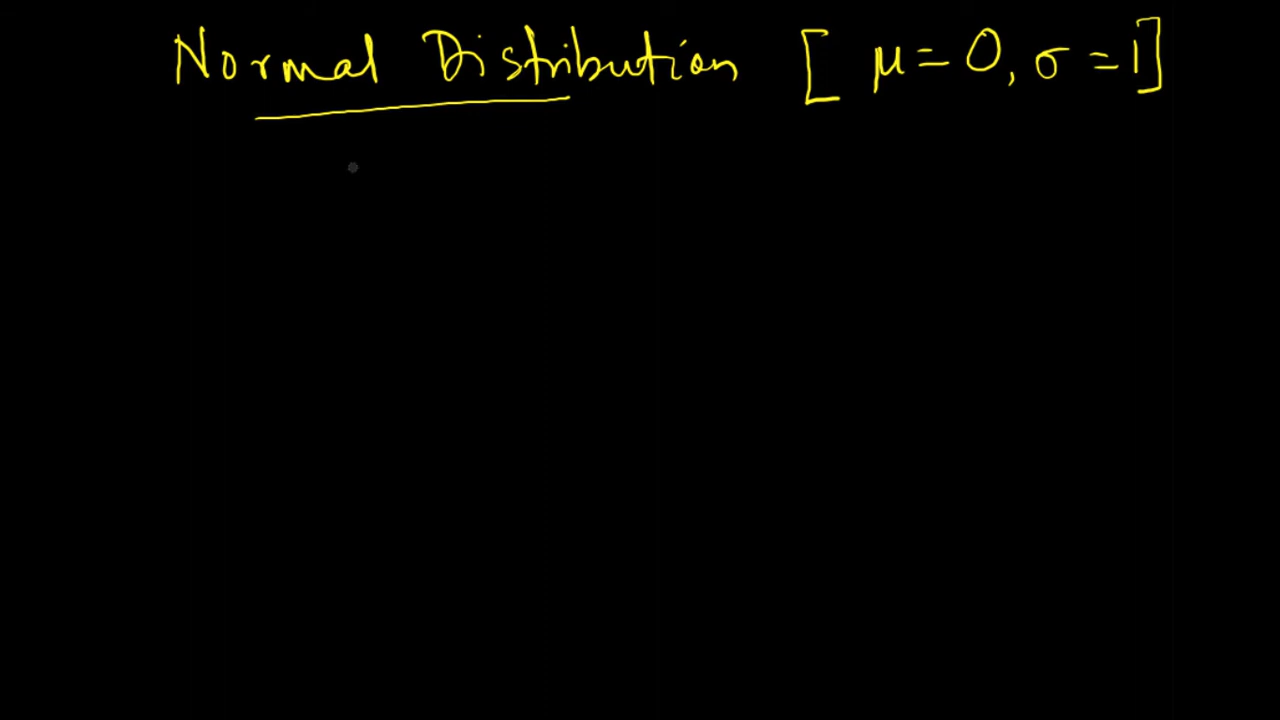 Normal Distribution [ μ = 0, σ = 1]